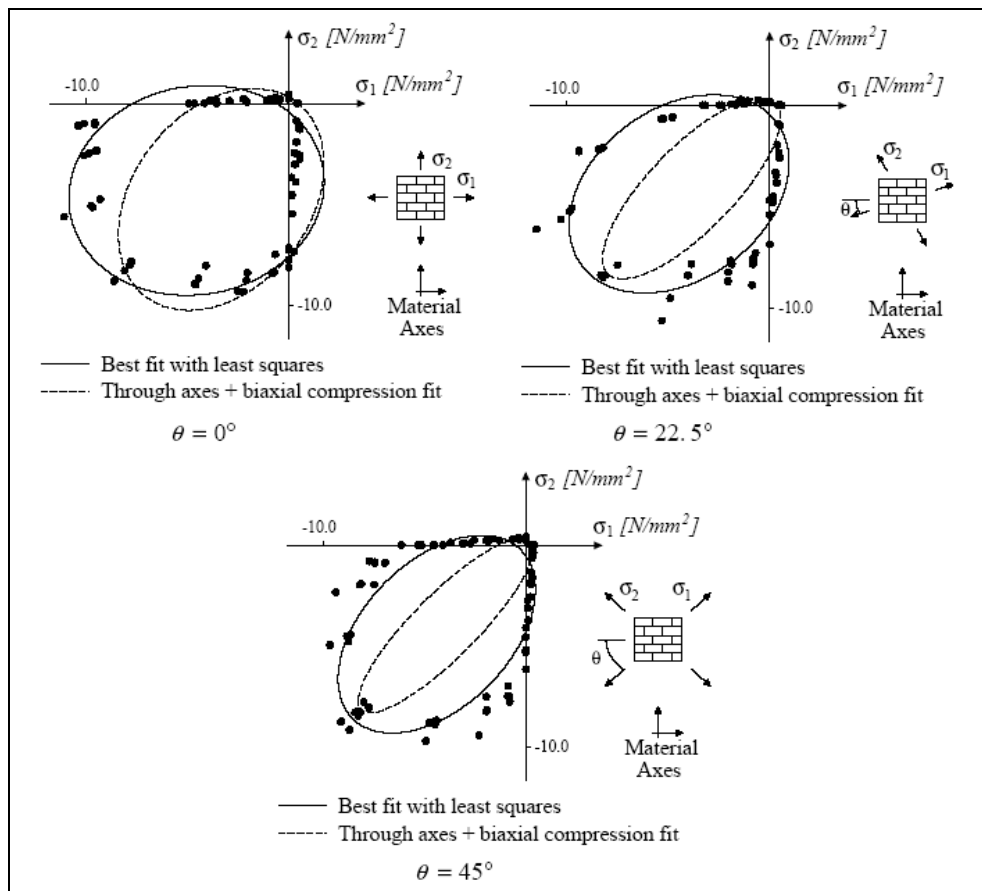 σ₂ [N/mm²]
-10.0
σ₁ [N/mm²]
σ₂
σ₁
-10.0
Material
Axes
Best fit with least squares
Through axes + biaxial compression fit
θ = 0°
σ₂ [N/mm²]
-10.0
σ₁ [N/mm²]
σ₂
σ₁
θ
-10.0
Material
Axes
Best fit with least squares
Through axes + biaxial compression fit
θ = 22. 5°
σ₂ [N/mm²]
-10.0
σ₁ [N/mm²]
σ₂
σ₁
θ
-10.0
Material
Axes
Best fit with least squares
Through axes + biaxial compression fit
θ = 45°